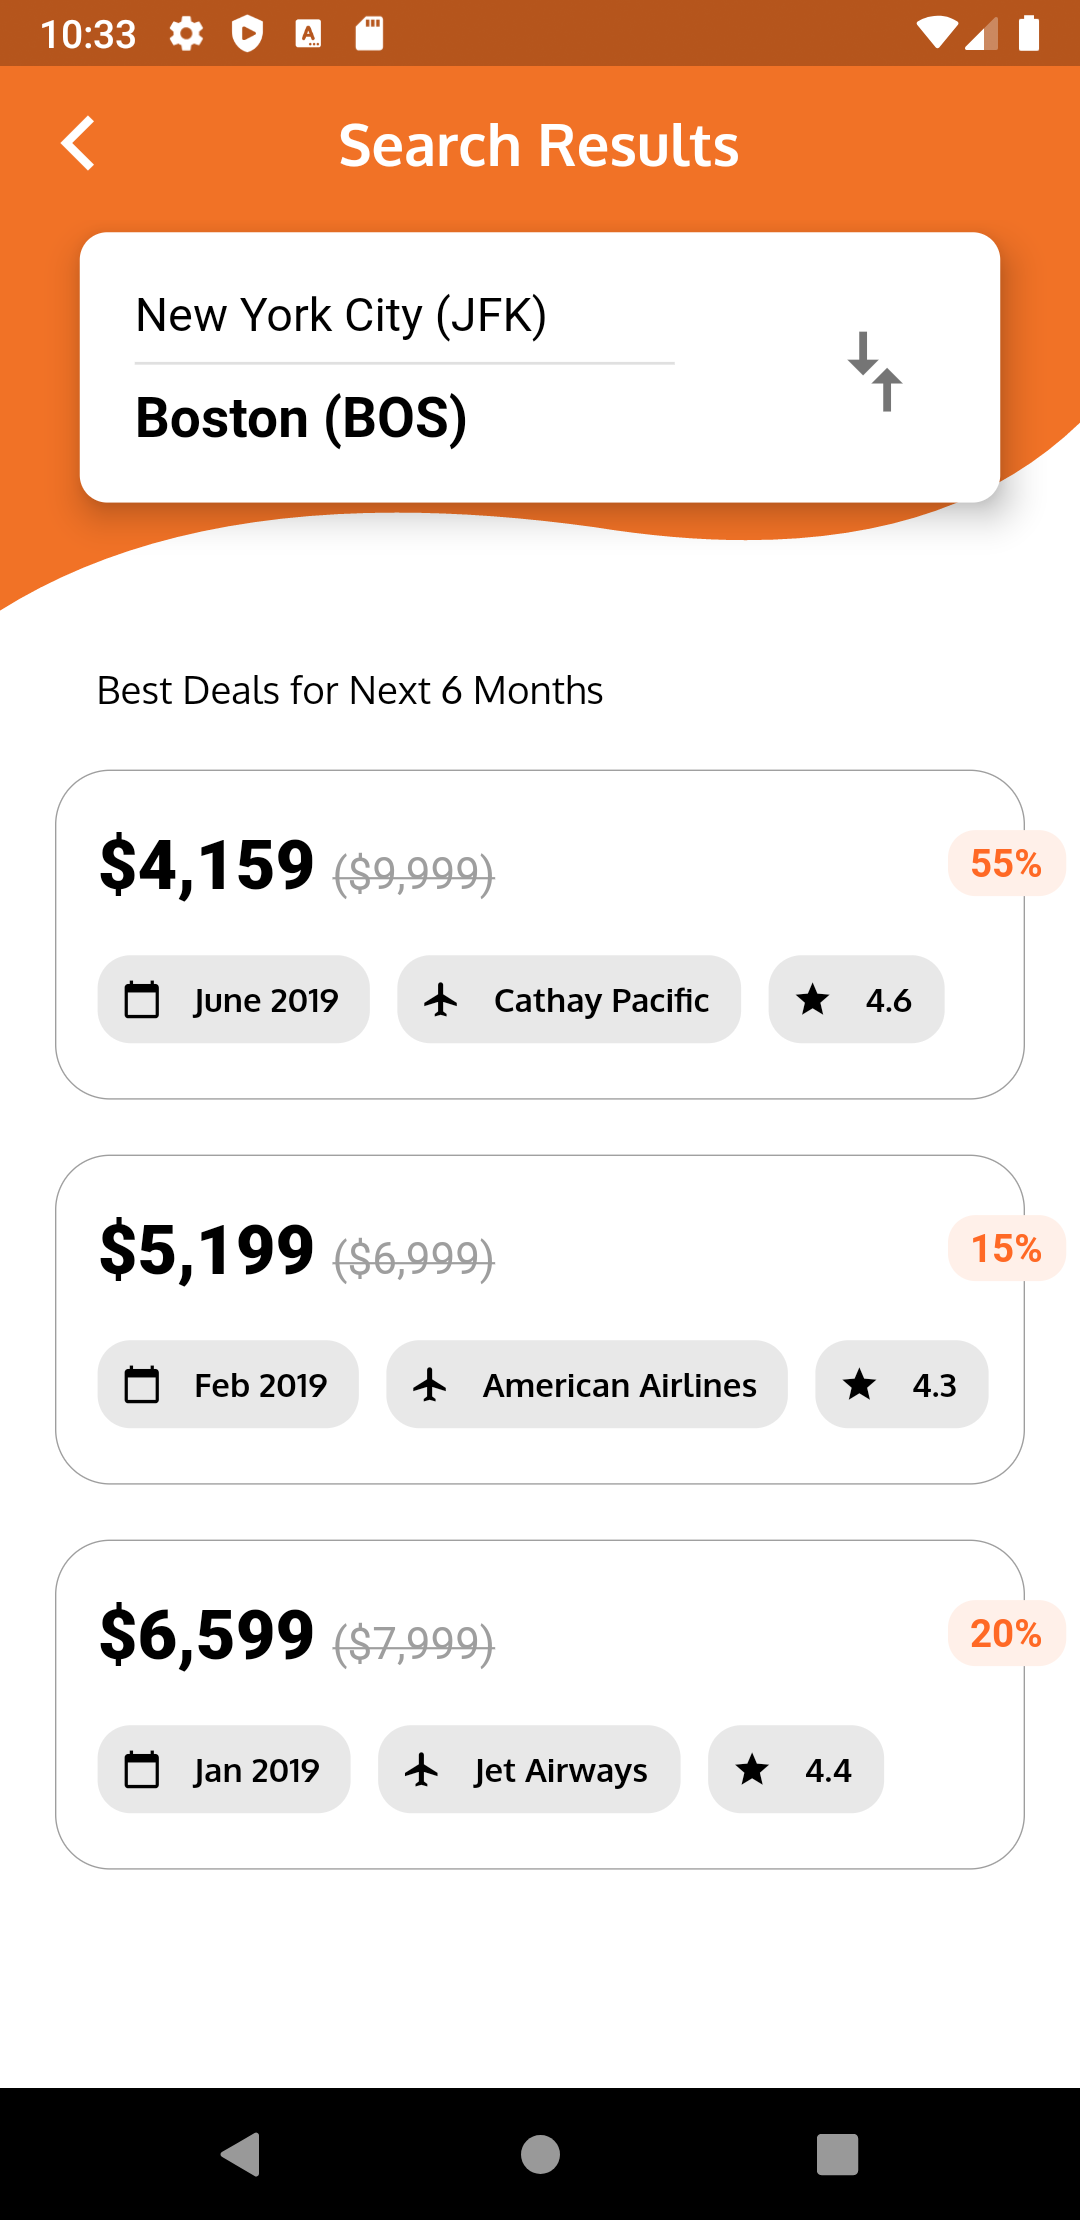 10:33
Search Results
New York City (JFK)
Boston (BOS)
Best Deals for Next 6 Months
$4,159 ($9,999) 55%
June 2019 Cathay Pacific 4.6
$5,199 ($6,999) 15%
Feb 2019 American Airlines 4.3
$6,599 ($7,999) 20%
Jan 2019 Jet Airways 4.4